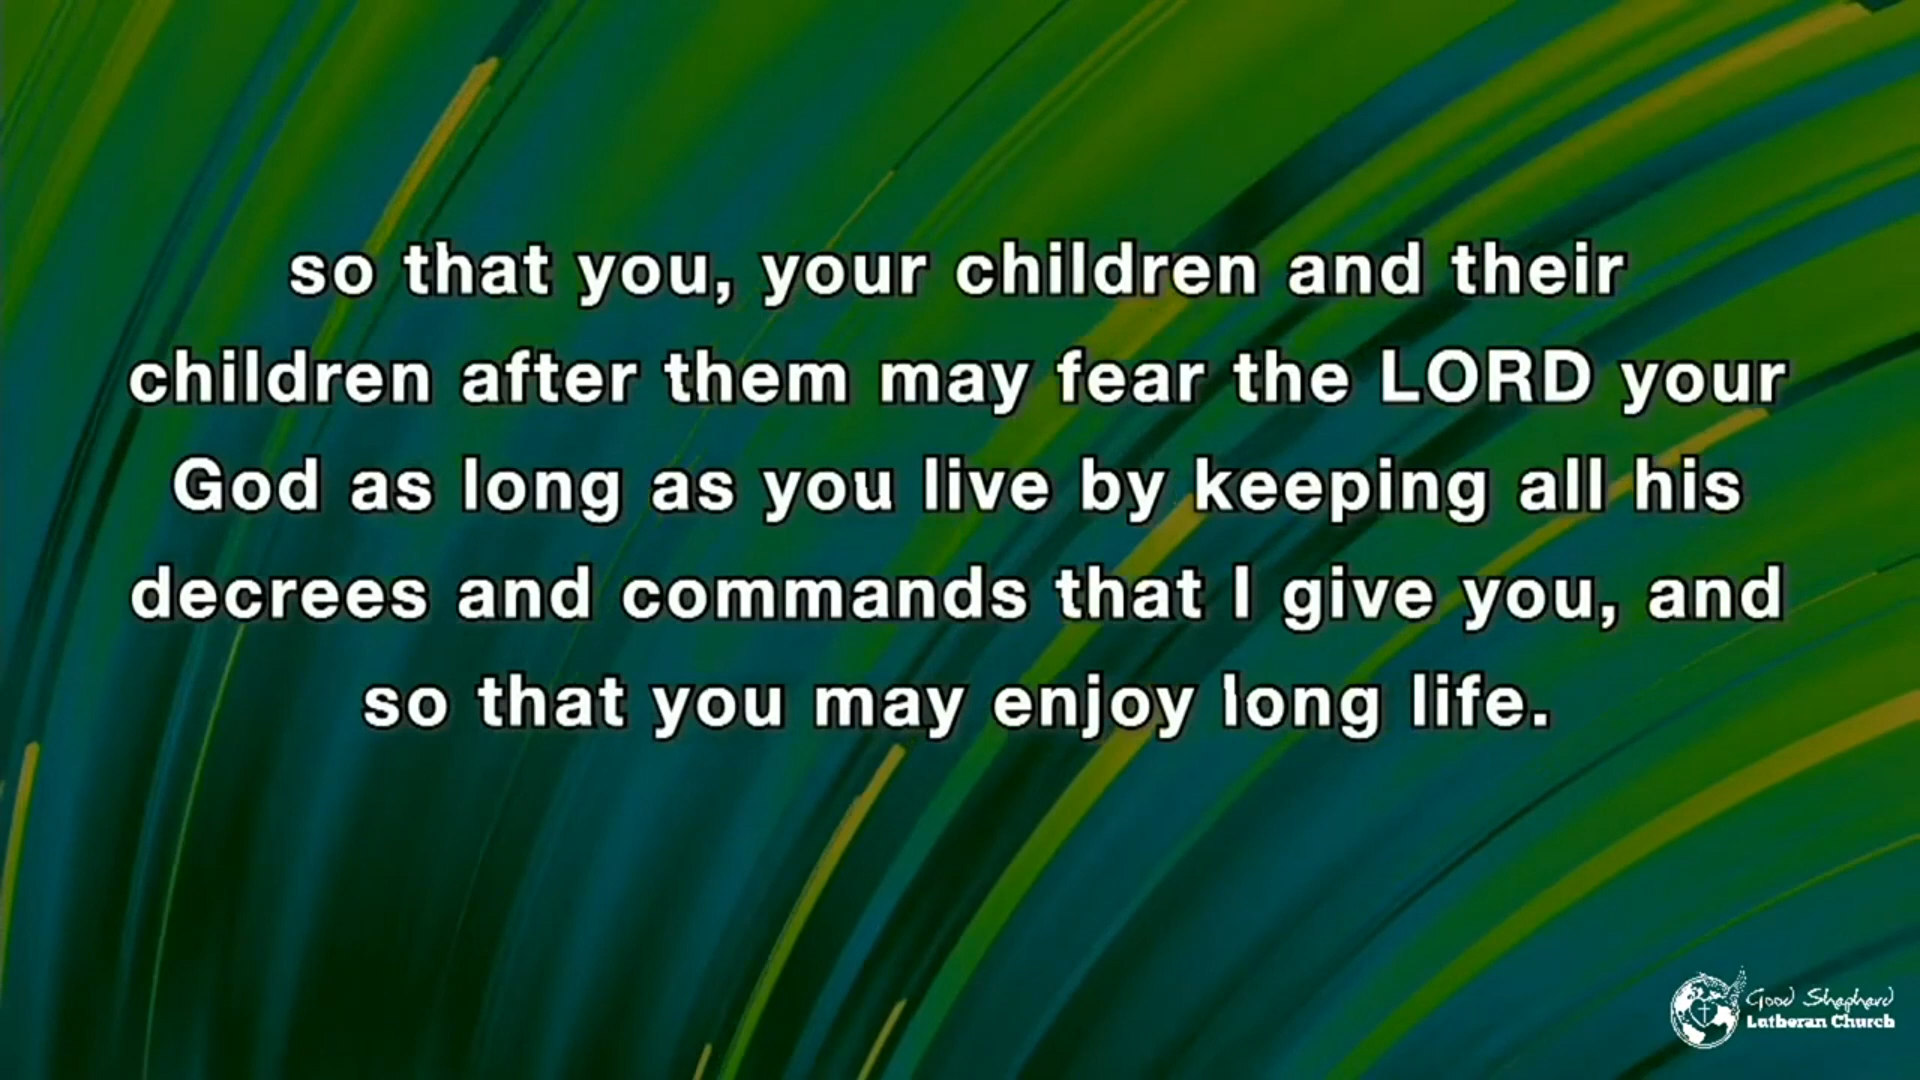 so that you, your children and their
children after them may fear the LORD your
God as long as you live by keeping all his
decrees and commands that I give you, and
so that you may enjoy long life.
Good Shepherd
Lutheran Church